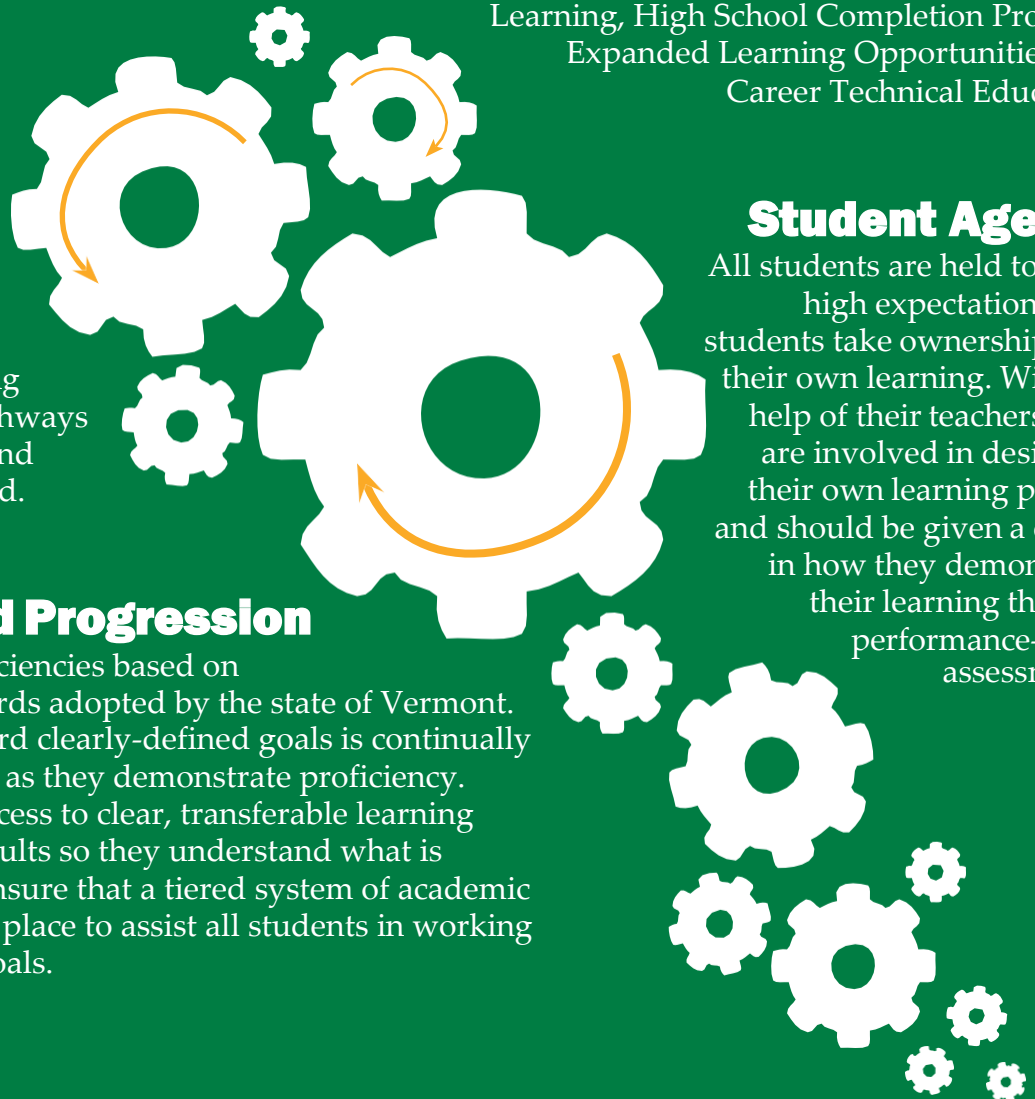 Learning, High School Completion Pro
Expanded Learning Opportunitie
Career Technical Educ
Student Age
All students are held to
high expectation
students take ownership
their own learning. Wi
help of their teachers
are involved in desi
their own learning p
and should be given a
in how they demon
their learning th
performance-
assessm
g
hways
nd
d.
d Progression
ciencies based on
rds adopted by the state of Vermont.
rd clearly-defined goals is continually
as they demonstrate proficiency.
cess to clear, transferable learning
ults so they understand what is
nsure that a tiered system of academic
place to assist all students in working
oals.